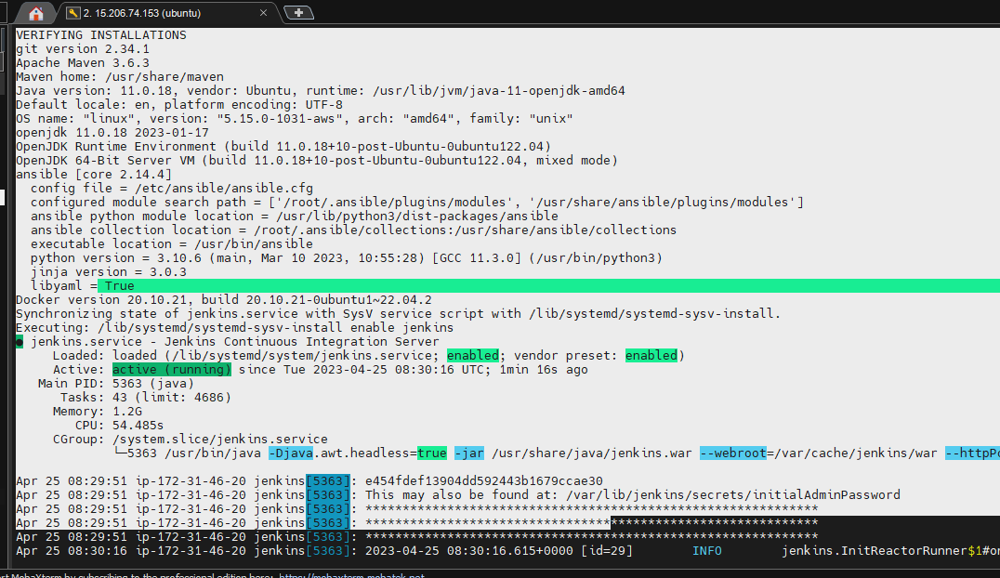 2. 15.206.74.153 (ubuntu)
VERIFYING INSTALLATIONS
git version 2.34.1
Apache Maven 3.6.3
Maven home: /usr/share/maven
Java version: 11.0.18, vendor: Ubuntu, runtime: /usr/lib/jvm/java-11-openjdk-amd64
Default locale: en, platform encoding: UTF-8
OS name: "linux", version: "5.15.0-1031-aws", arch: "amd64", family: "unix"
openjdk 11.0.18 2023-01-17
OpenJDK Runtime Environment (build 11.0.18+10-post-Ubuntu-0ubuntu122.04)
OpenJDK 64-Bit Server VM (build 11.0.18+10-post-Ubuntu-0ubuntu122.04, mixed mode)
ansible [core 2.14.4]
  config file = /etc/ansible/ansible.cfg
  configured module search path = ['/root/.ansible/plugins/modules', '/usr/share/ansible/plugins/modules']
  ansible python module location = /usr/lib/python3/dist-packages/ansible
  ansible collection location = /root/.ansible/collections:/usr/share/ansible/collections
  executable location = /usr/bin/ansible
  python version = 3.10.6 (main, Mar 10 2023, 10:55:28) [GCC 11.3.0] (/usr/bin/python3)
  jinja version = 3.0.3
  libyaml = True
Docker version 20.10.21, build 20.10.21-0ubuntu1~22.04.2
Synchronizing state of jenkins.service with SysV service script with /lib/systemd/systemd-sysv-install.
Executing: /lib/systemd/systemd-sysv-install enable jenkins
● jenkins.service - Jenkins Continuous Integration Server
     Loaded: loaded (/lib/systemd/system/jenkins.service; enabled; vendor preset: enabled)
     Active: active (running) since Tue 2023-04-25 08:30:16 UTC; 1min 16s ago
   Main PID: 5363 (java)
      Tasks: 43 (limit: 4686)
     Memory: 1.2G
        CPU: 54.485s
     CGroup: /system.slice/jenkins.service
             └─5363 /usr/bin/java -Djava.awt.headless=true -jar /usr/share/java/jenkins.war --webroot=/var/cache/jenkins/war --httpPo
Apr 25 08:29:51 ip-172-31-46-20 jenkins[5363]: e454fdef13904dd592443b1679ccae30
Apr 25 08:29:51 ip-172-31-46-20 jenkins[5363]: This may also be found at: /var/lib/jenkins/secrets/initialAdminPassword
Apr 25 08:29:51 ip-172-31-46-20 jenkins[5363]: *************************************************************
Apr 25 08:29:51 ip-172-31-46-20 jenkins[5363]: *************************************************************
Apr 25 08:29:51 ip-172-31-46-20 jenkins[5363]: *************************************************************
Apr 25 08:30:16 ip-172-31-46-20 jenkins[5363]: 2023-04-25 08:30:16.615+0000 [id=29]        INFO        jenkins.InitReactorRunner$1#on
rt MobaXterm by subscribing to the professional edition here: https://mobaxterm.mobatek.net